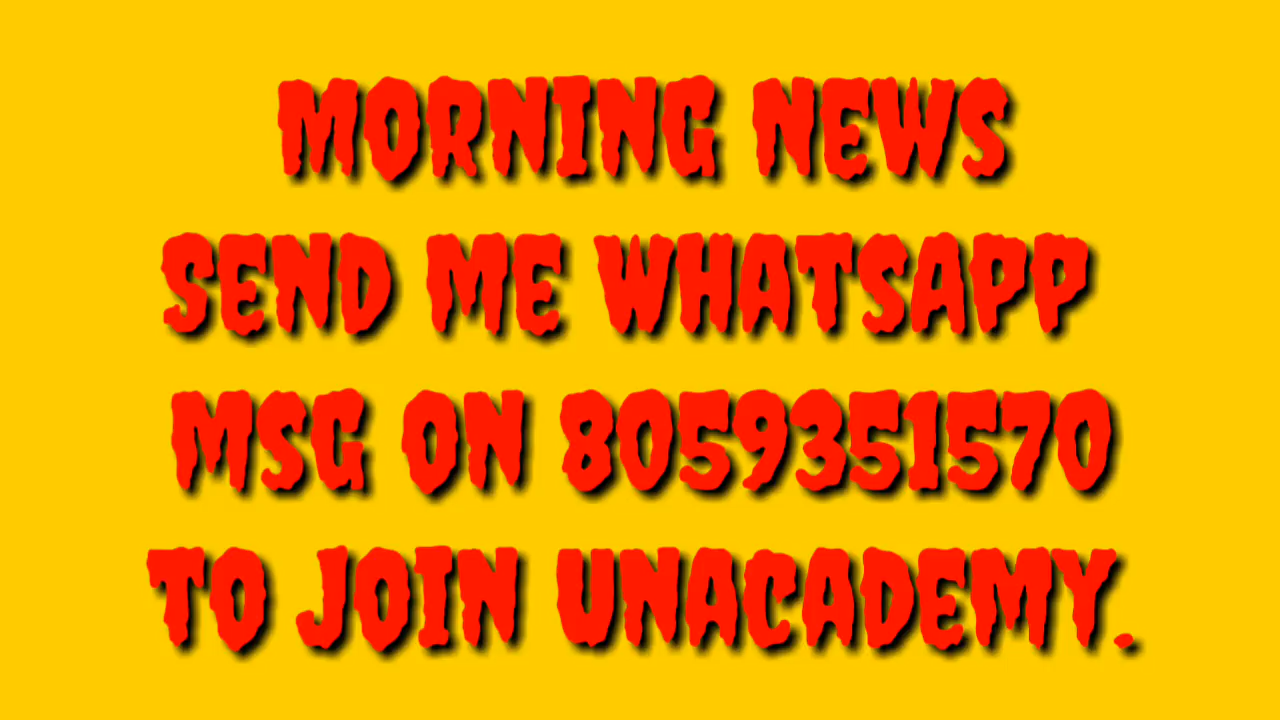 MORNING NEWS
SEND ME WHATSAPP
MSG ON 8059351570
TO JOIN UNACADEMY.